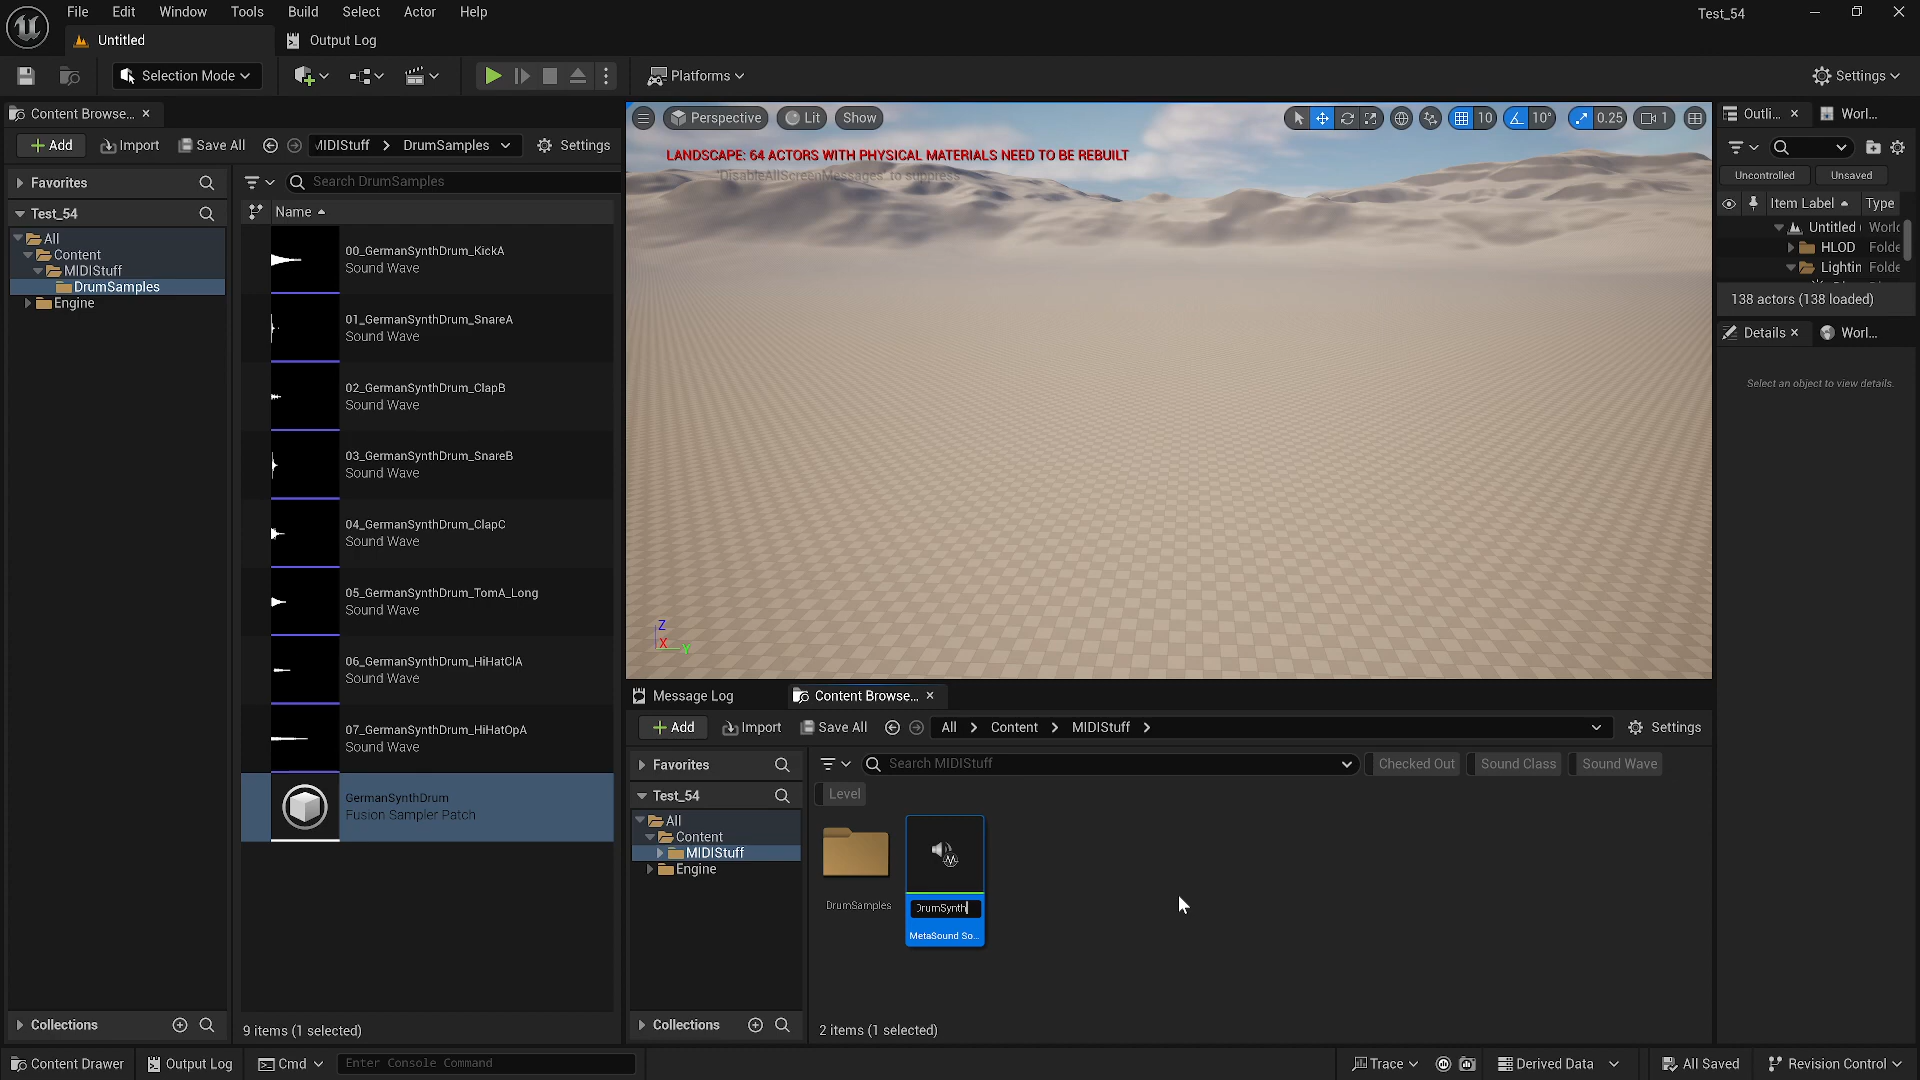 File Edit Window Tools Build Select Actor Help
Test_54
Untitled
Output Log
Selection Mode
Platforms
Settings
Content Browse...
Add Import Save All MIDIStuff DrumSamples Settings
Favorites
Search DrumSamples
Test_54
Name
All
Content
MIDIStuff
DrumSamples
Engine
00_GermanSynthDrum_KickA
Sound Wave
01_GermanSynthDrum_SnareA
Sound Wave
02_GermanSynthDrum_ClapB
Sound Wave
03_GermanSynthDrum_SnareB
Sound Wave
04_GermanSynthDrum_ClapC
Sound Wave
05_GermanSynthDrum_TomA_Long
Sound Wave
06_GermanSynthDrum_HiHatClA
Sound Wave
07_GermanSynthDrum_HiHatOpA
Sound Wave
GermanSynthDrum
Fusion Sampler Patch
Collections
9 items (1 selected)
Perspective Lit Show
10 10° 0.25 1
LANDSCAPE: 64 ACTORS WITH PHYSICAL MATERIALS NEED TO BE REBUILT
'DisableAllScreenMessages' to suppress
Z
X
Y
Message Log
Content Browse...
Add Import Save All All Content MIDIStuff Settings
Favorites
Search MIDIStuff
Checked Out
Sound Class
Sound Wave
Level
Test_54
All
Content
MIDIStuff
Engine
DrumSamples
DrumSynth
MetaSound So...
Collections
2 items (1 selected)
Outli...
Worl...
Uncontrolled
Unsaved
Item Label
Type
Untitled
World
HLOD
Folde
Lightin
Folde
138 actors (138 loaded)
Details
Worl...
Select an object to view details.
Content Drawer
Output Log
Cmd
Enter Console Command
Trace
Derived Data
All Saved
Revision Control